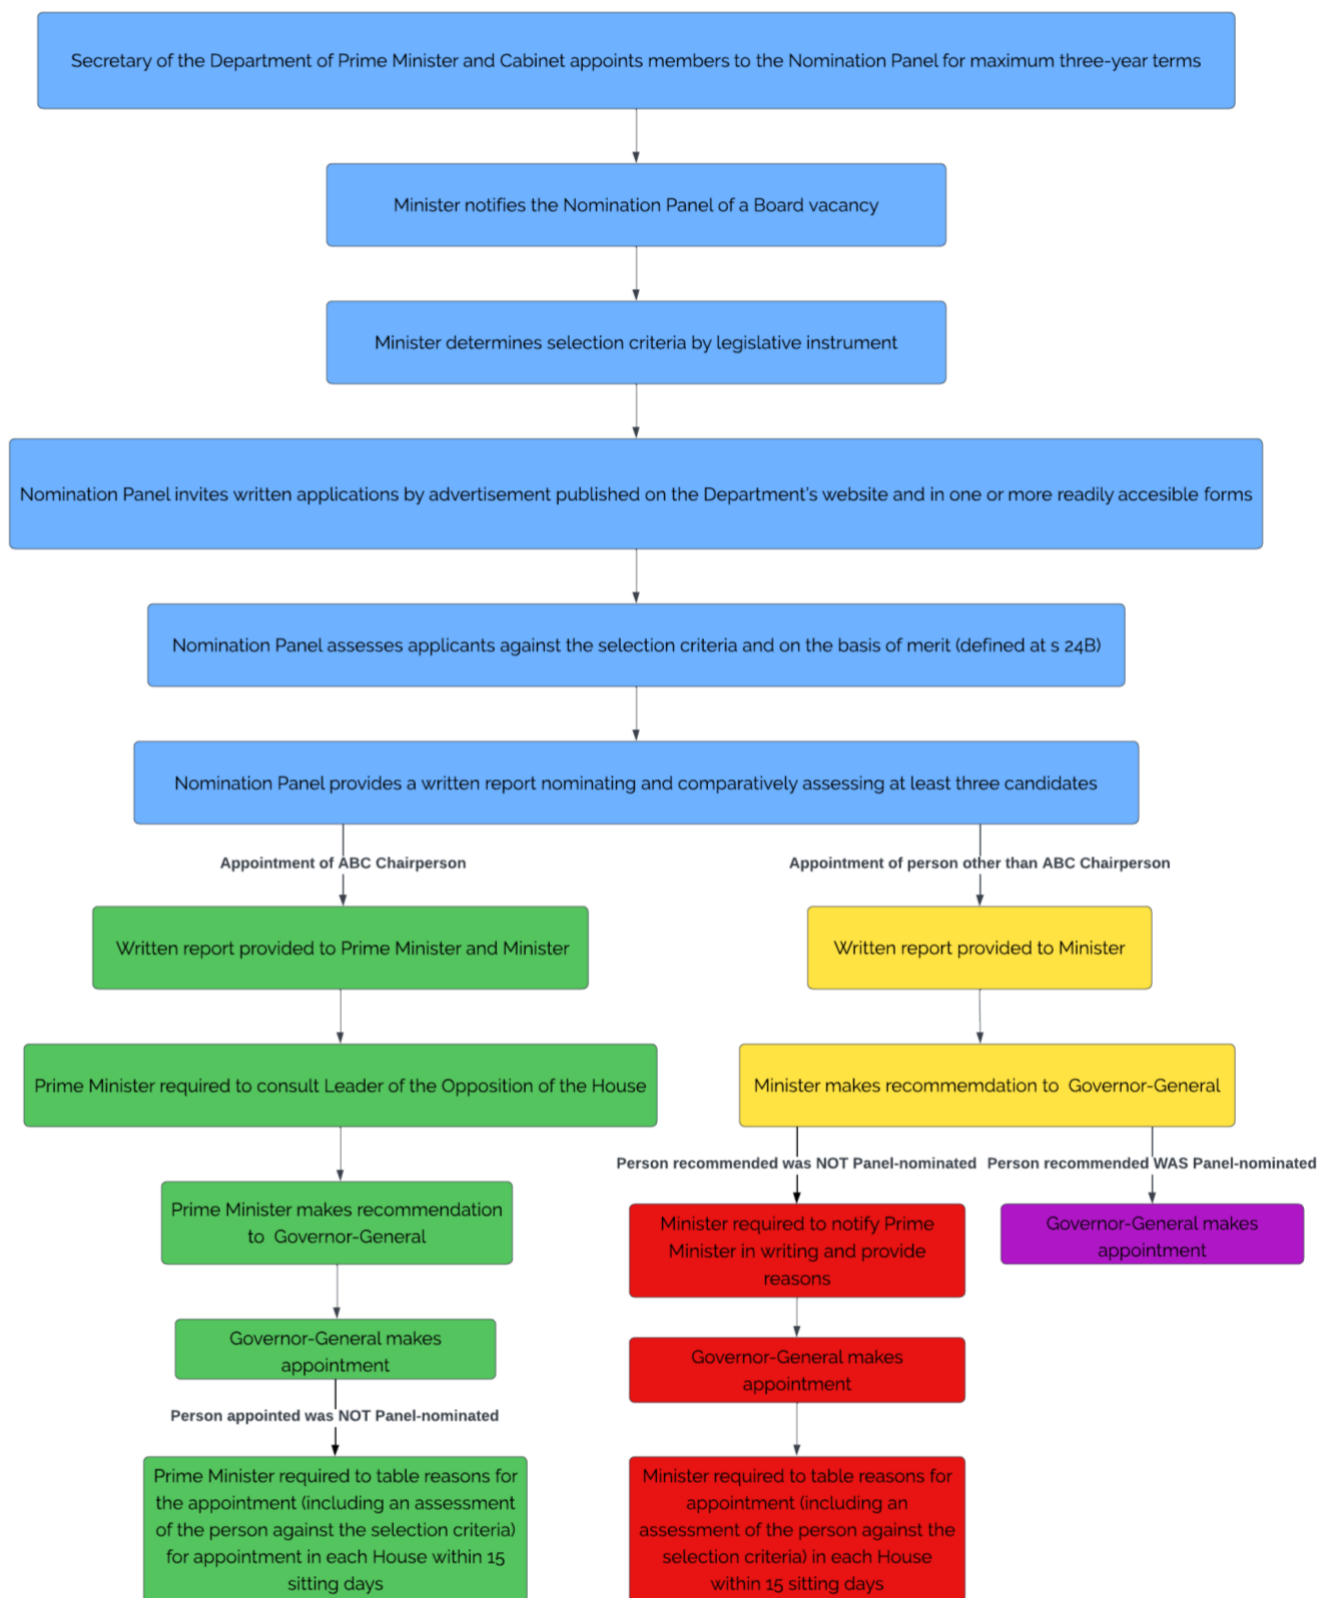 Secretary of the Department of Prime Minister and Cabinet appoints members to the Nomination Panel for maximum three-year terms
Minister notifies the Nomination Panel of a Board vacancy
Minister determines selection criteria by legislative instrument
Nomination Panel invites written applications by advertisement published on the Department's website and in one or more readily accesible forms
Nomination Panel assesses applicants against the selection criteria and on the basis of merit (defined at s 24B)
Nomination Panel provides a written report nominating and comparatively assessing at least three candidates
Appointment of ABC Chairperson
Written report provided to Prime Minister and Minister
Prime Minister required to consult Leader of the Opposition of the House
Prime Minister makes recommendation
to Governor-General
Governor-General makes
appointment
Person appointed was NOT Panel-nominated
Prime Minister required to table reasons for
the appointment (including an assessment
of the person against the selection criteria)
for appointment in each House within 15
sitting days
Appointment of person other than ABC Chairperson
Written report provided to Minister
Minister makes recommemdation to Governor-General
Person recommended was NOT Panel-nominated
Minister required to notify Prime
Minister in writing and provide
reasons
Governor-General makes
appointment
Minister required to table reasons for
appointment (including an
assessment of the person against the
selection criteria) in each House
within 15 sitting days
Person recommended WAS Panel-nominated
Governor-General makes
appointment